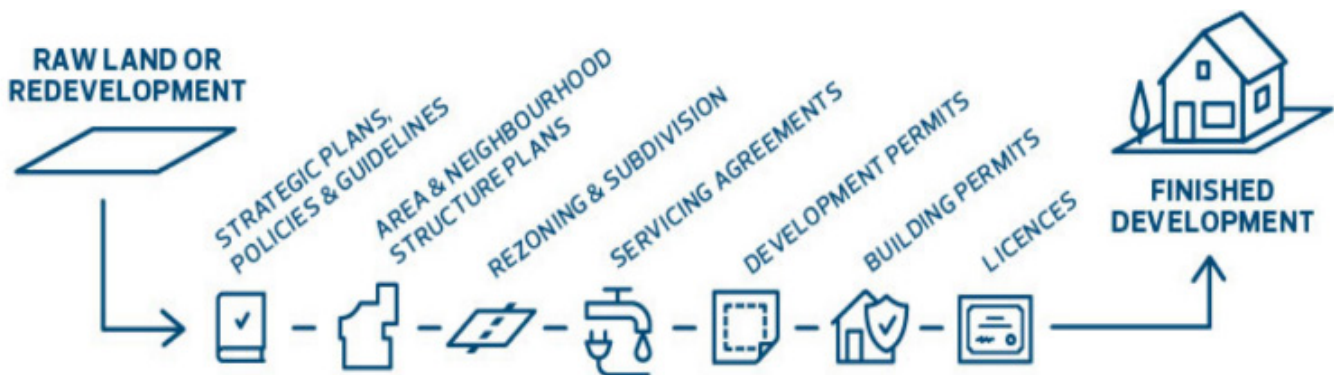 RAW LAND OR
REDEVELOPMENT
STRATEGIC PLANS,
POLICIES & GUIDELINES
AREA & NEIGHBOURHOOD
STRUCTURE PLANS
REZONING & SUBDIVISION
SERVICING AGREEMENTS
DEVELOPMENT PERMITS
BUILDING PERMITS
LICENCES
FINISHED
DEVELOPMENT